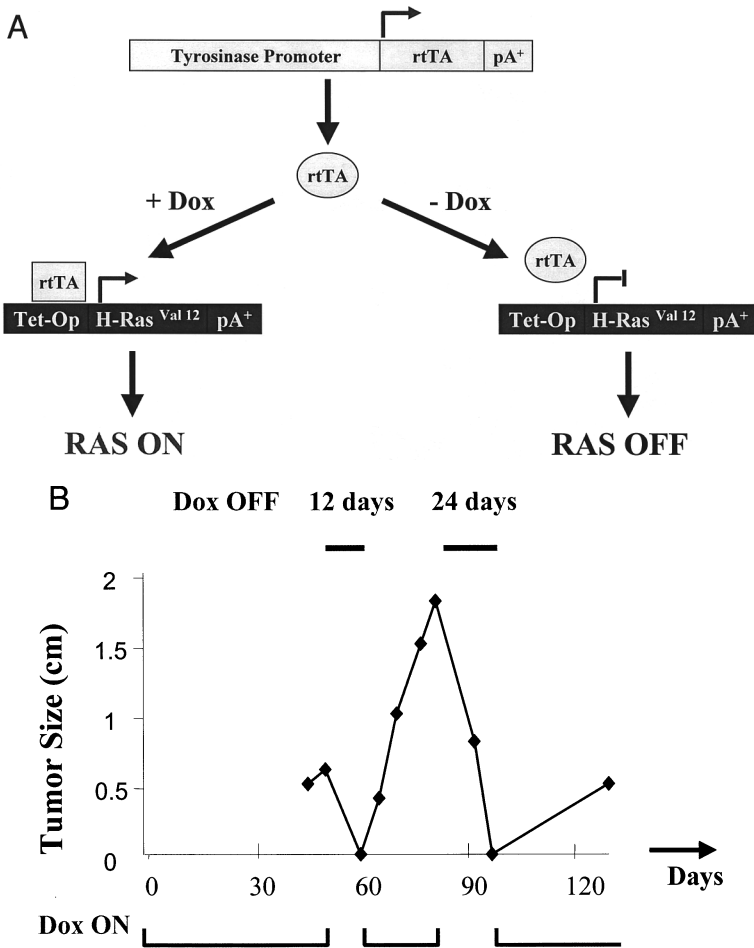 A
Tyrosinase Promoter rtTA pA+
rtTA
+ Dox - Dox
rtTA rtTA
Tet-Op H-Ras Val 12 pA+ Tet-Op H-Ras Val 12 pA+
RAS ON RAS OFF
B Dox OFF 12 days 24 days
2
1.5
1
0.5
0
Tumor Size (cm)
0 30 60 90 120 Days
Dox ON